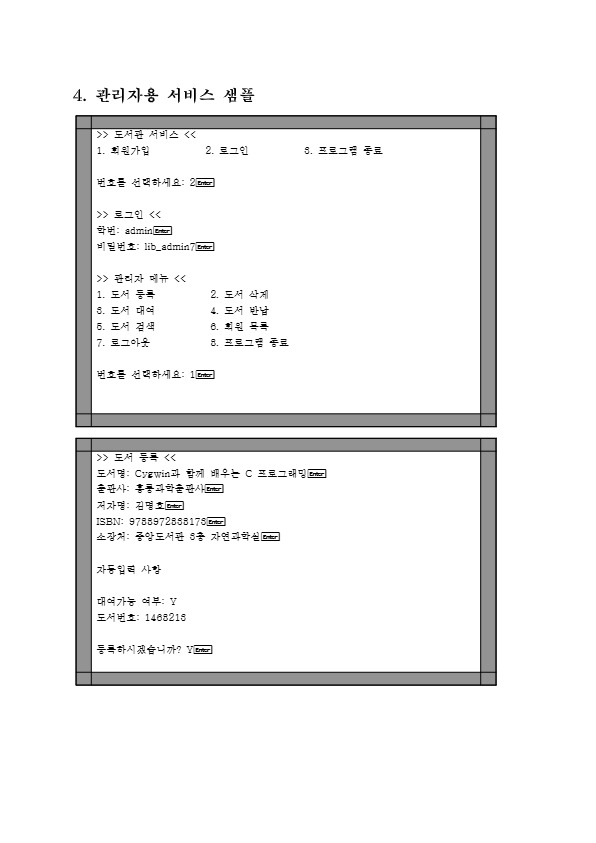 4. 관리자용 서비스 샘플
>> 도서관 서비스 <<
1. 회원가입 2. 로그인 3. 프로그램 종료
번호를 선택하세요: 2Enter
>> 로그인 <<
학번: adminEnter
비밀번호: lib_admin7Enter
>> 관리자 메뉴 <<
1. 도서 등록 2. 도서 삭제
3. 도서 대여 4. 도서 반납
5. 도서 검색 6. 회원 목록
7. 로그아웃 8. 프로그램 종료
번호를 선택하세요: 1Enter
>> 도서 등록 <<
도서명: Cygwin과 함께 배우는 C 프로그래밍Enter
출판사: 홍릉과학출판사Enter
저자명: 김명호Enter
ISBN: 9788972838173Enter
소장처: 중앙도서관 3층 자연과학실Enter
자동입력 사항
대여가능 여부: Y
도서번호: 1468213
등록하시겠습니까? YEnter